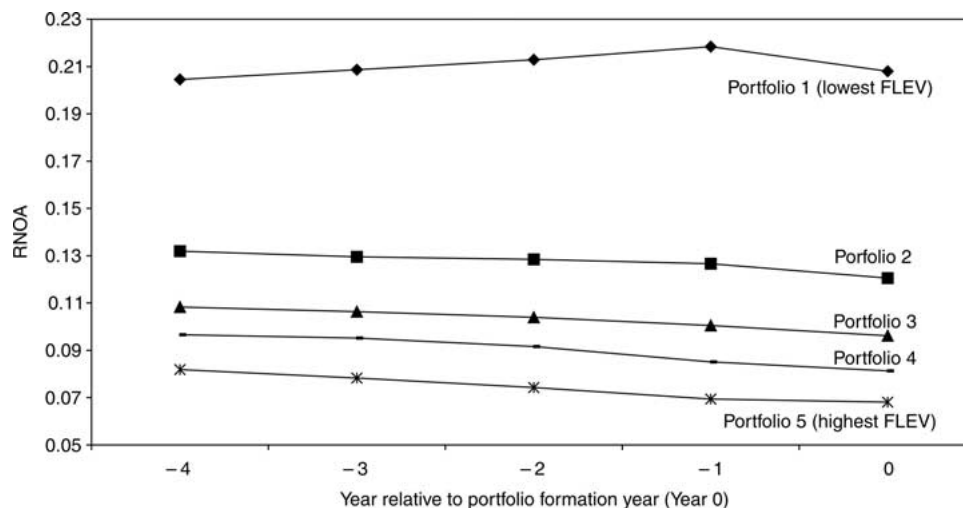 0.23
0.21
Portfolio 1 (lowest FLEV)
0.19
0.17
0.15
RNOA
0.13
Porfolio 2
0.11
Portfolio 3
0.09
Portfolio 4
0.07
Portfolio 5 (highest FLEV)
0.05
−4 −3 −2 −1 0
Year relative to portfolio formation year (Year 0)